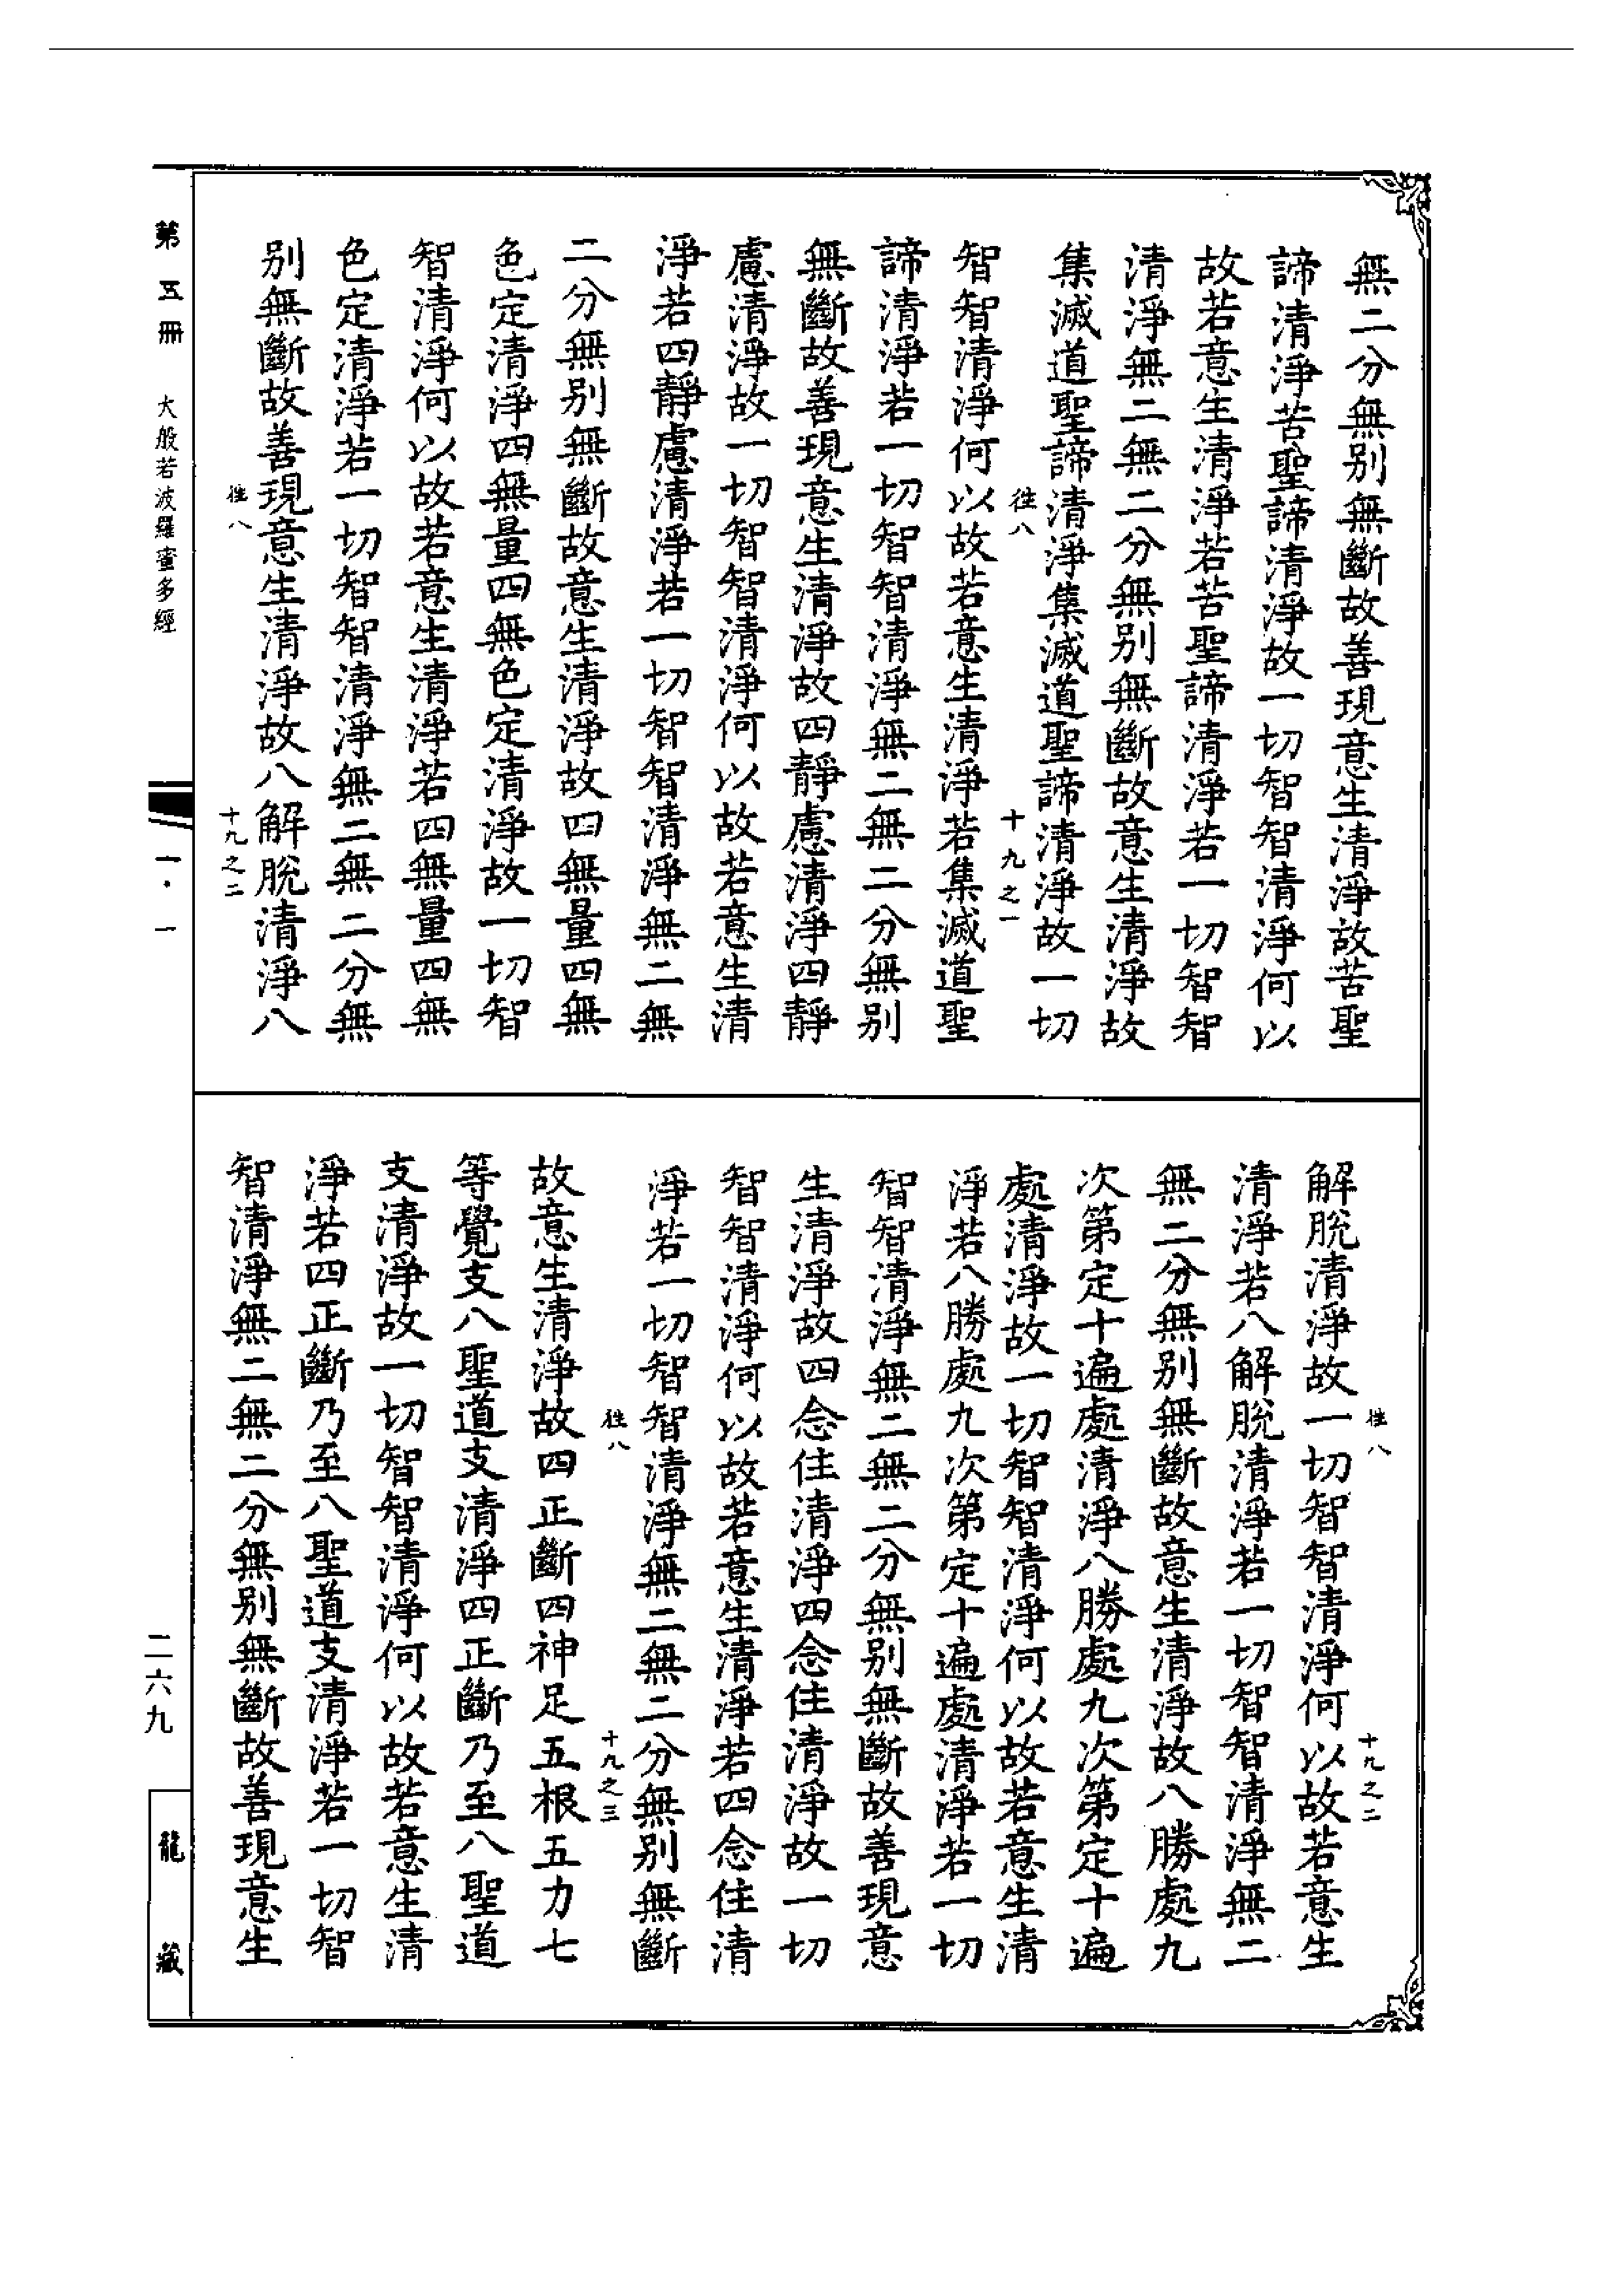 無二分無别無斷故善現意生清淨故苦聖
諦清淨苦聖諦清淨故一切智智清淨何以
故若意生清淨若苦聖諦清淨若一切智智
清淨無二無二分無别無斷故意生清淨故
集滅道聖諦清淨集滅道聖諦清淨故一切
徃八 十九之一
智智清淨何以故若意生清淨若集滅道聖
諦清淨若一切智智清淨無二無二分無别
無斷故善現意生清淨故四靜慮清淨四靜
慮清淨故一切智智清淨何以故若意生清
淨若四靜慮清淨若一切智智清淨無二無
二分無别無斷故意生清淨故四無量四無
色定清淨四無量四無色定清淨故一切智
智清淨何以故若意生清淨若四無量四無
色定清淨若一切智智清淨無二無二分無
别無斷故善現意生清淨故八解脫清淨八
徃八 十九之二
徃八 十九之二
解脫清淨故一切智智清淨何以故若意生
清淨若八解脫清淨若一切智智清淨無二
無二分無别無斷故意生清淨故八勝處九
次第定十遍處清淨八勝處九次第定十遍
處清淨故一切智智清淨何以故若意生清
淨若八勝處九次第定十遍處清淨若一切
智智清淨無二無二分無别無斷故善現意
生清淨故四念住清淨四念住清淨故一切
智智清淨何以故若意生清淨若四念住清
淨若一切智智清淨無二無二分無别無斷
徃八 十九之三
故意生清淨故四正斷四神足五根五力七
等覺支八聖道支清淨四正斷乃至八聖道
支清淨故一切智智清淨何以故若意生清
淨若四正斷乃至八聖道支清淨若一切智
智清淨無二無二分無别無斷故善現意生
第五冊 大般若波羅蜜多經 一·一
二六九
龍藏